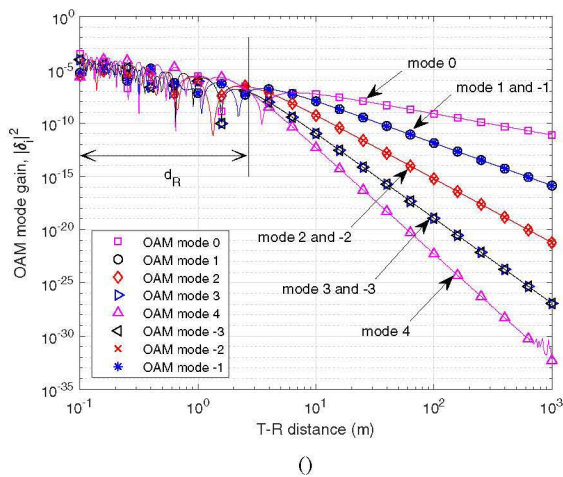 10^0
10^-5
10^-10
10^-15
10^-20
10^-25
10^-30
10^-35
OAM mode gain, |δ_i|^2
mode 0
mode 1 and -1
d_R
mode 2 and -2
mode 3 and -3
mode 4
OAM mode 0
OAM mode 1
OAM mode 2
OAM mode 3
OAM mode 4
OAM mode -3
OAM mode -2
OAM mode -1
10^-1
10^0
10^1
10^2
10^3
T-R distance (m)
()